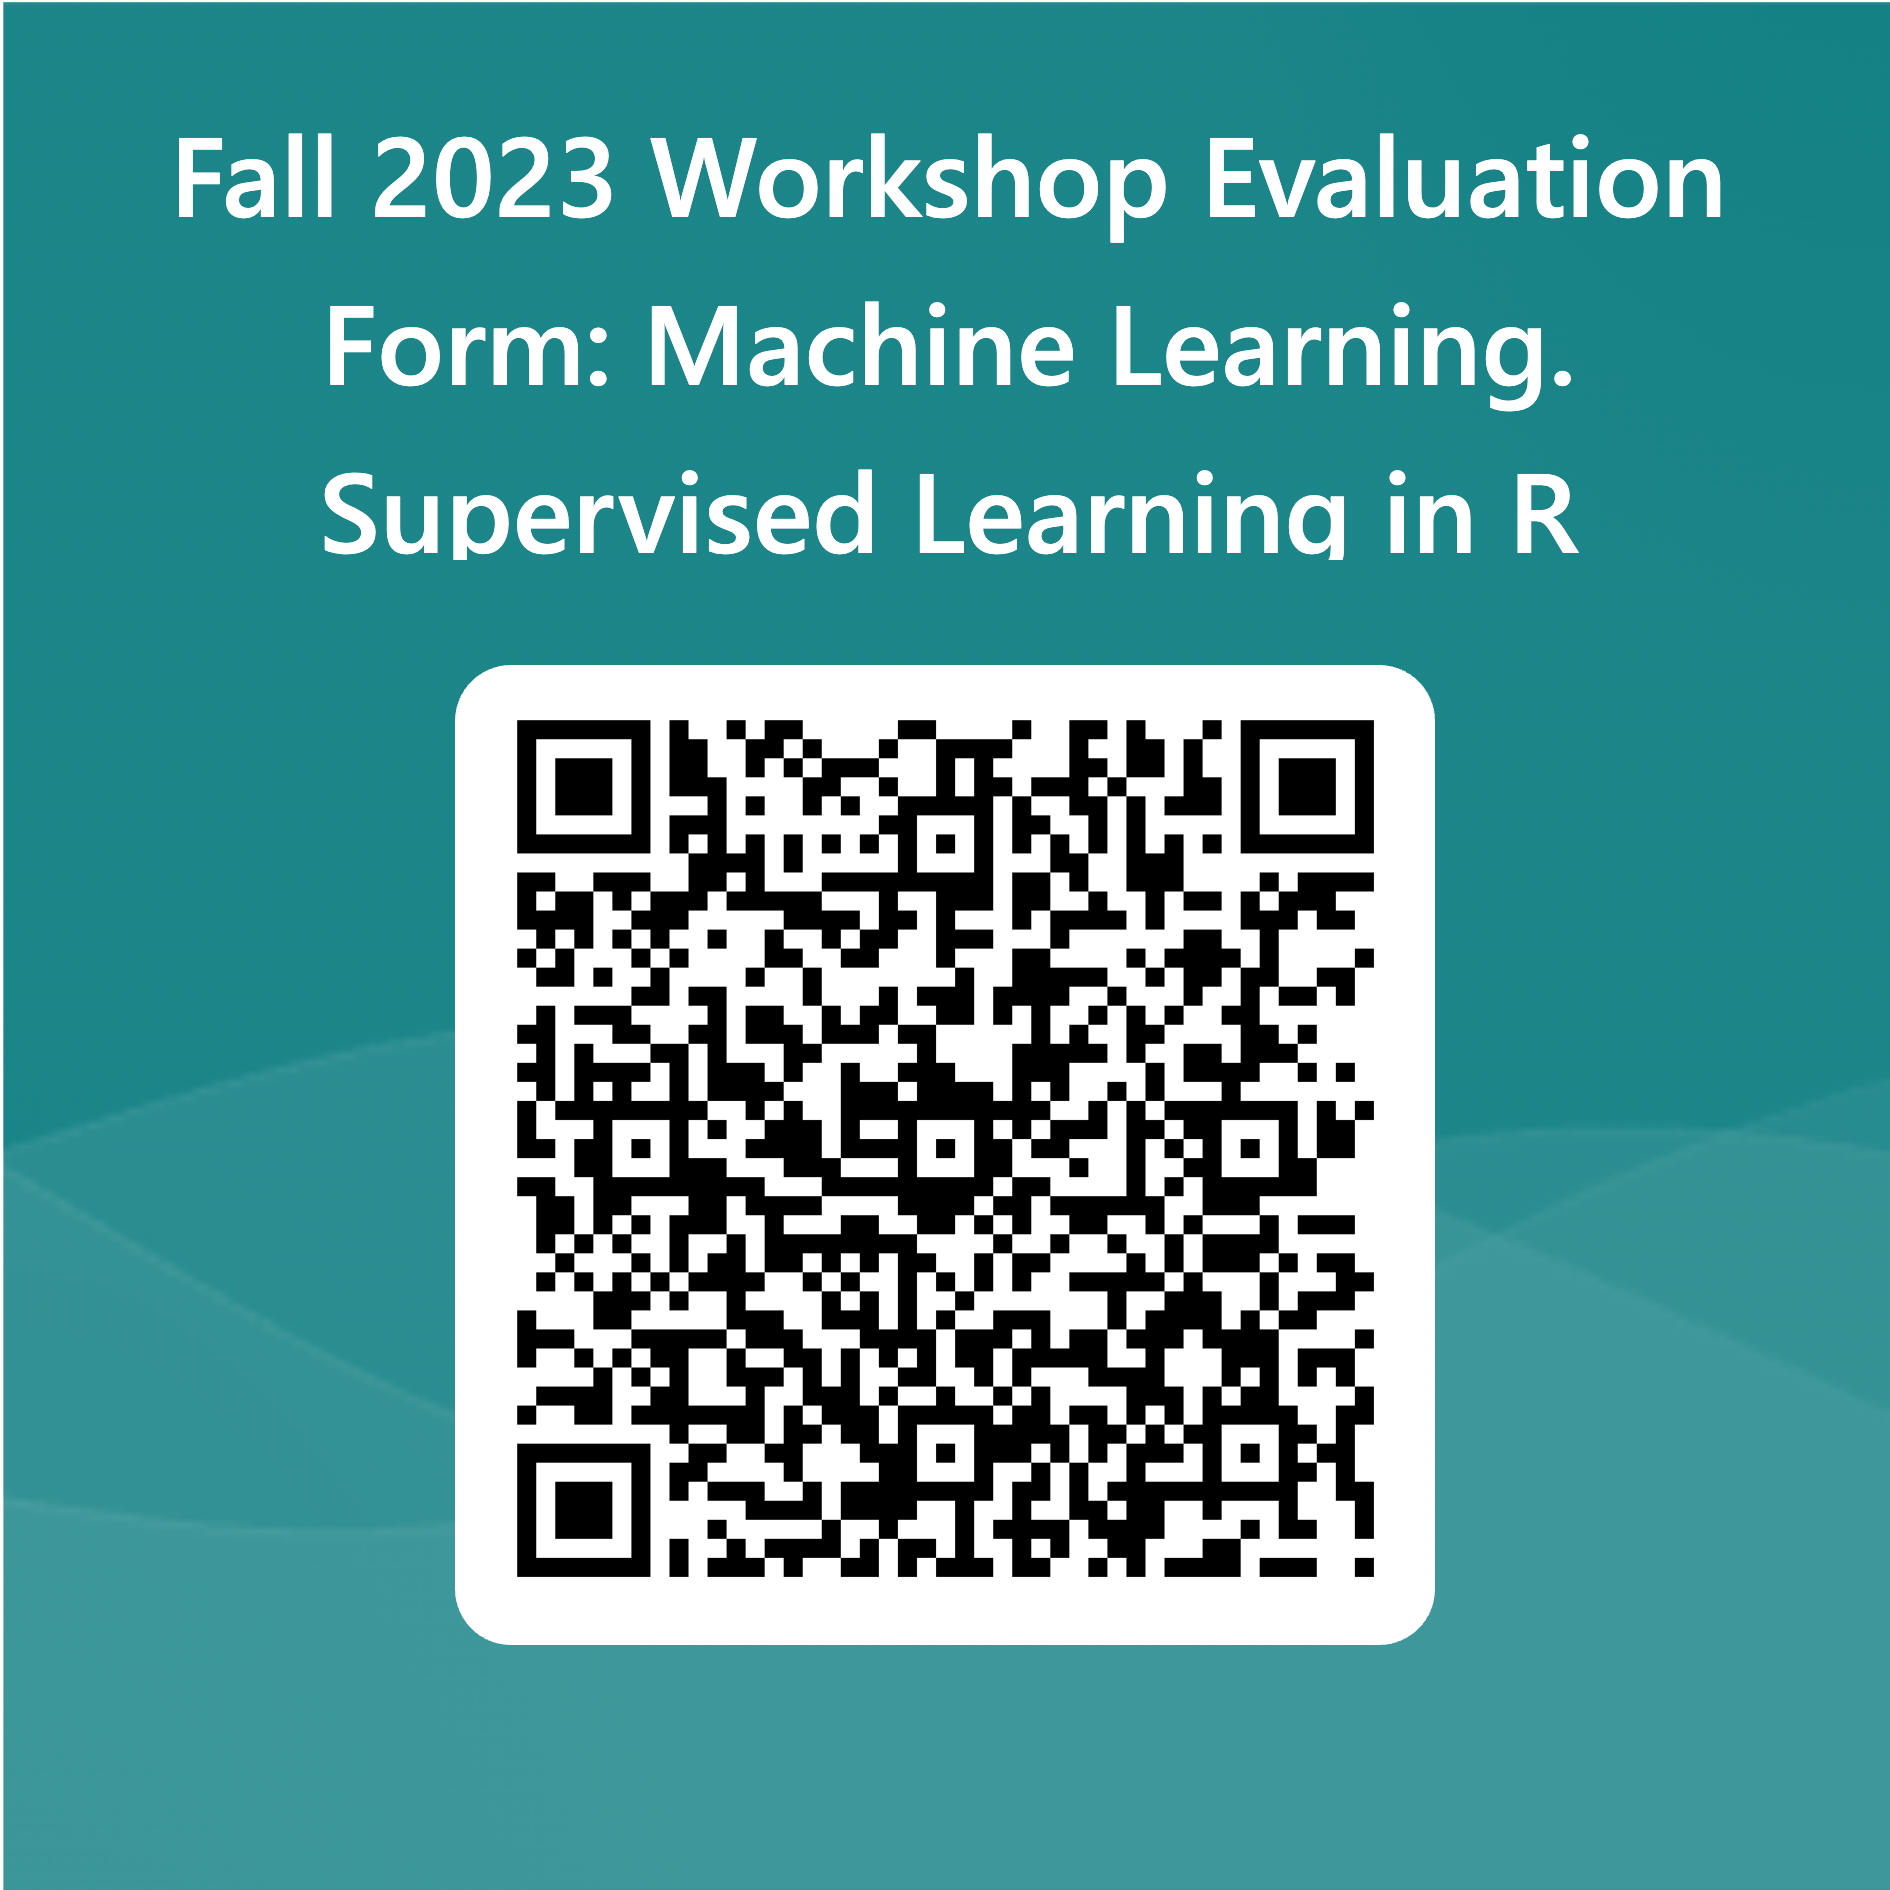 Fall 2023 Workshop Evaluation
Form: Machine Learning.
Supervised Learning in R